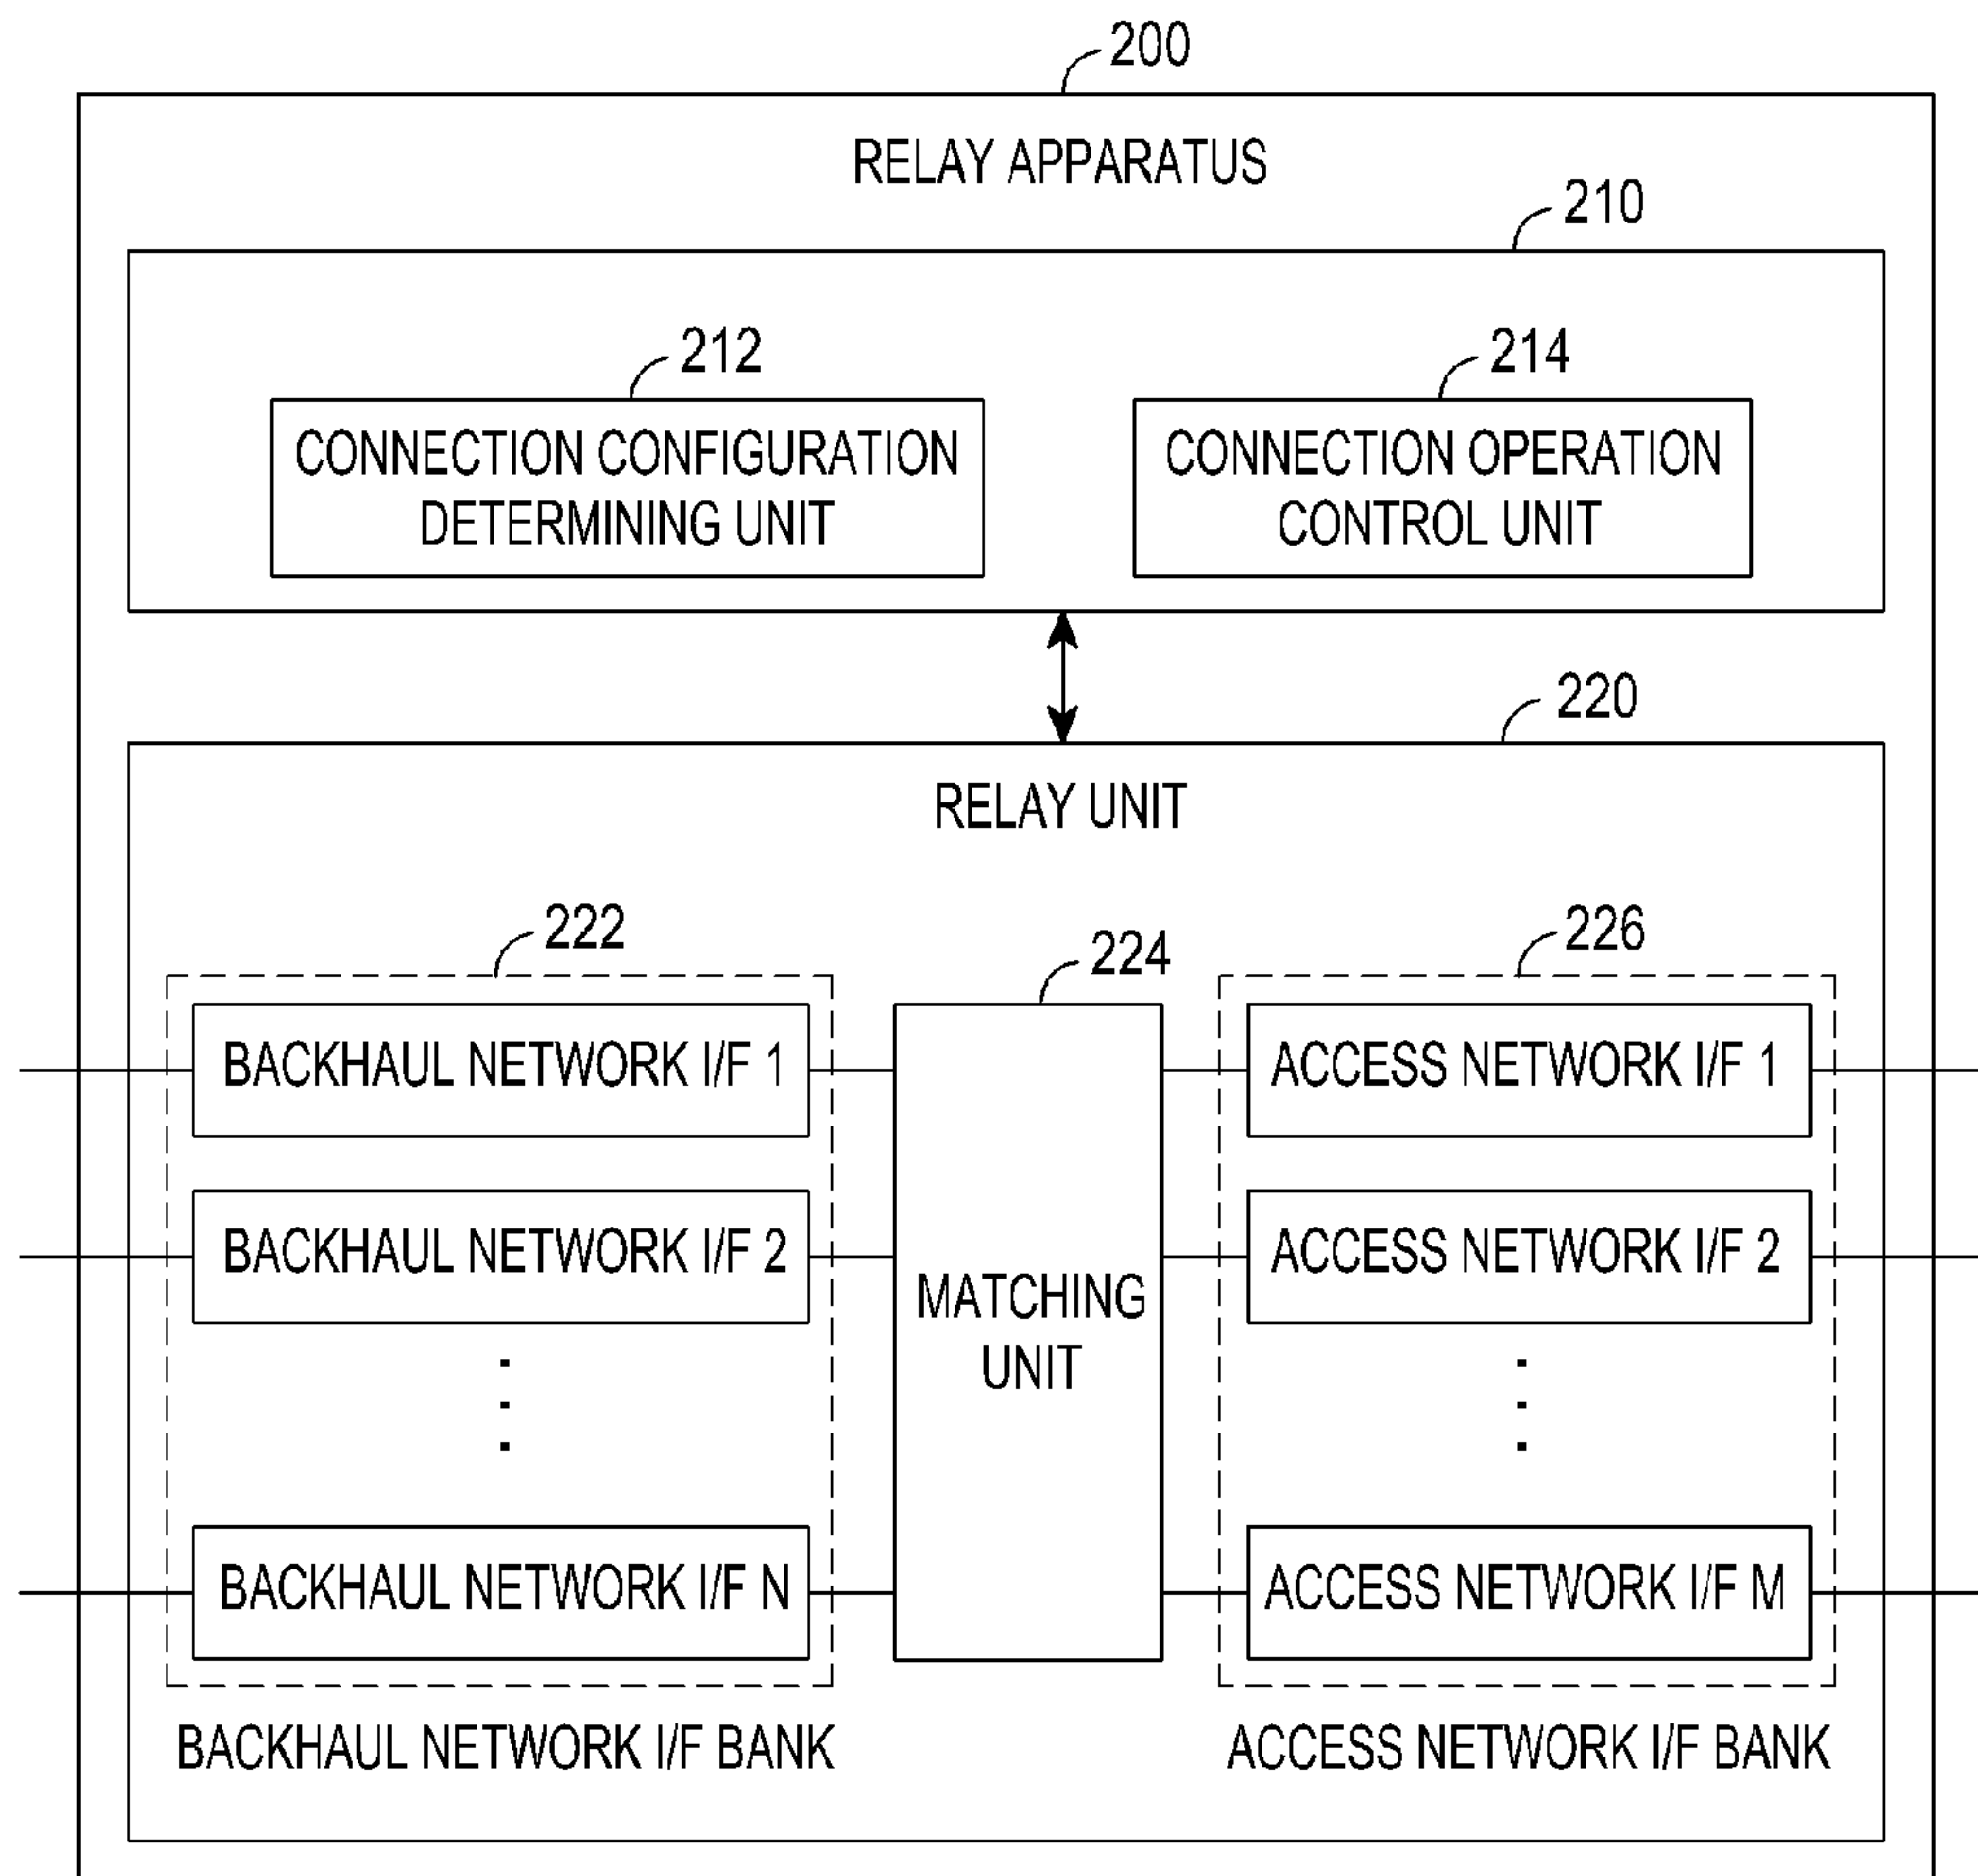 200
RELAY APPARATUS
210
212
214
CONNECTION CONFIGURATION
DETERMINING UNIT
CONNECTION OPERATION
CONTROL UNIT
220
RELAY UNIT
222
224
226
BACKHAUL NETWORK I/F 1
BACKHAUL NETWORK I/F 2
BACKHAUL NETWORK I/F N
MATCHING
UNIT
ACCESS NETWORK I/F 1
ACCESS NETWORK I/F 2
ACCESS NETWORK I/F M
BACKHAUL NETWORK I/F BANK
ACCESS NETWORK I/F BANK